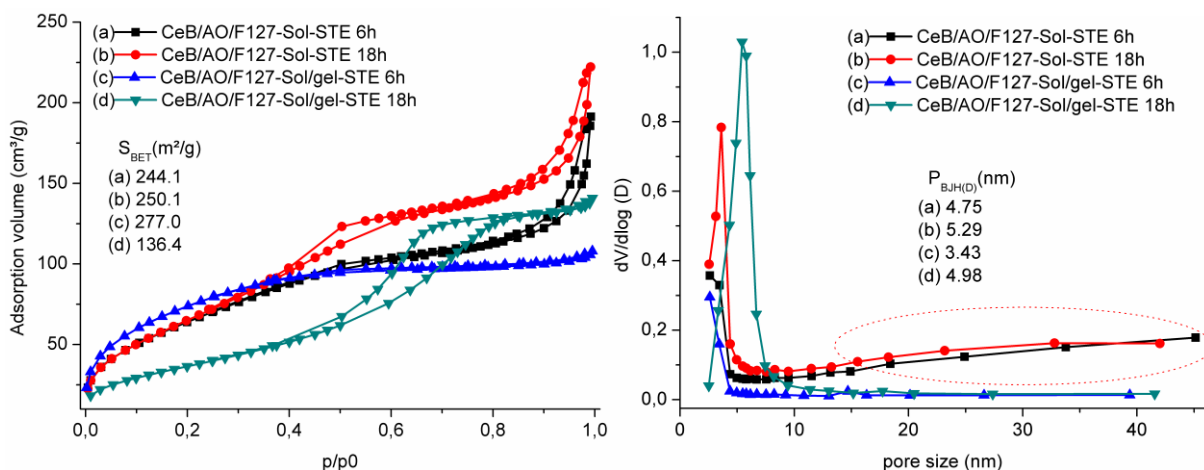 (a) CeB/AO/F127-Sol-STE 6h
(b) CeB/AO/F127-Sol-STE 18h
(c) CeB/AO/F127-Sol/gel-STE 6h
(d) CeB/AO/F127-Sol/gel-STE 18h
S_BET(m²/g)
(a) 244.1
(b) 250.1
(c) 277.0
(d) 136.4
Adsorption volume (cm³/g)
250
200
150
100
50
0,0 0,2 0,4 0,6 0,8 1,0
p/p0
(a) CeB/AO/F127-Sol-STE 6h
(b) CeB/AO/F127-Sol-STE 18h
(c) CeB/AO/F127-Sol/gel-STE 6h
(d) CeB/AO/F127-Sol/gel-STE 18h
P_BJH(D)(nm)
(a) 4.75
(b) 5.29
(c) 3.43
(d) 4.98
dV/dlog (D)
1,0
0,8
0,6
0,4
0,2
0,0
0 10 20 30 40
pore size (nm)